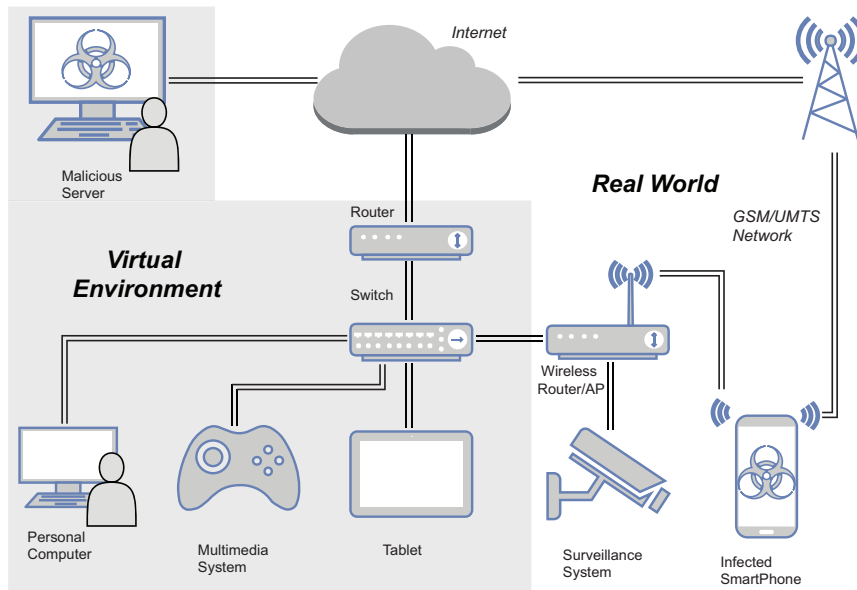 Internet
Malicious
Server
Real World
Router
GSM/UMTS
Network
Virtual
Environment
Switch
Wireless
Router/AP
Personal
Computer
Multimedia
System
Tablet
Surveillance
System
Infected
SmartPhone